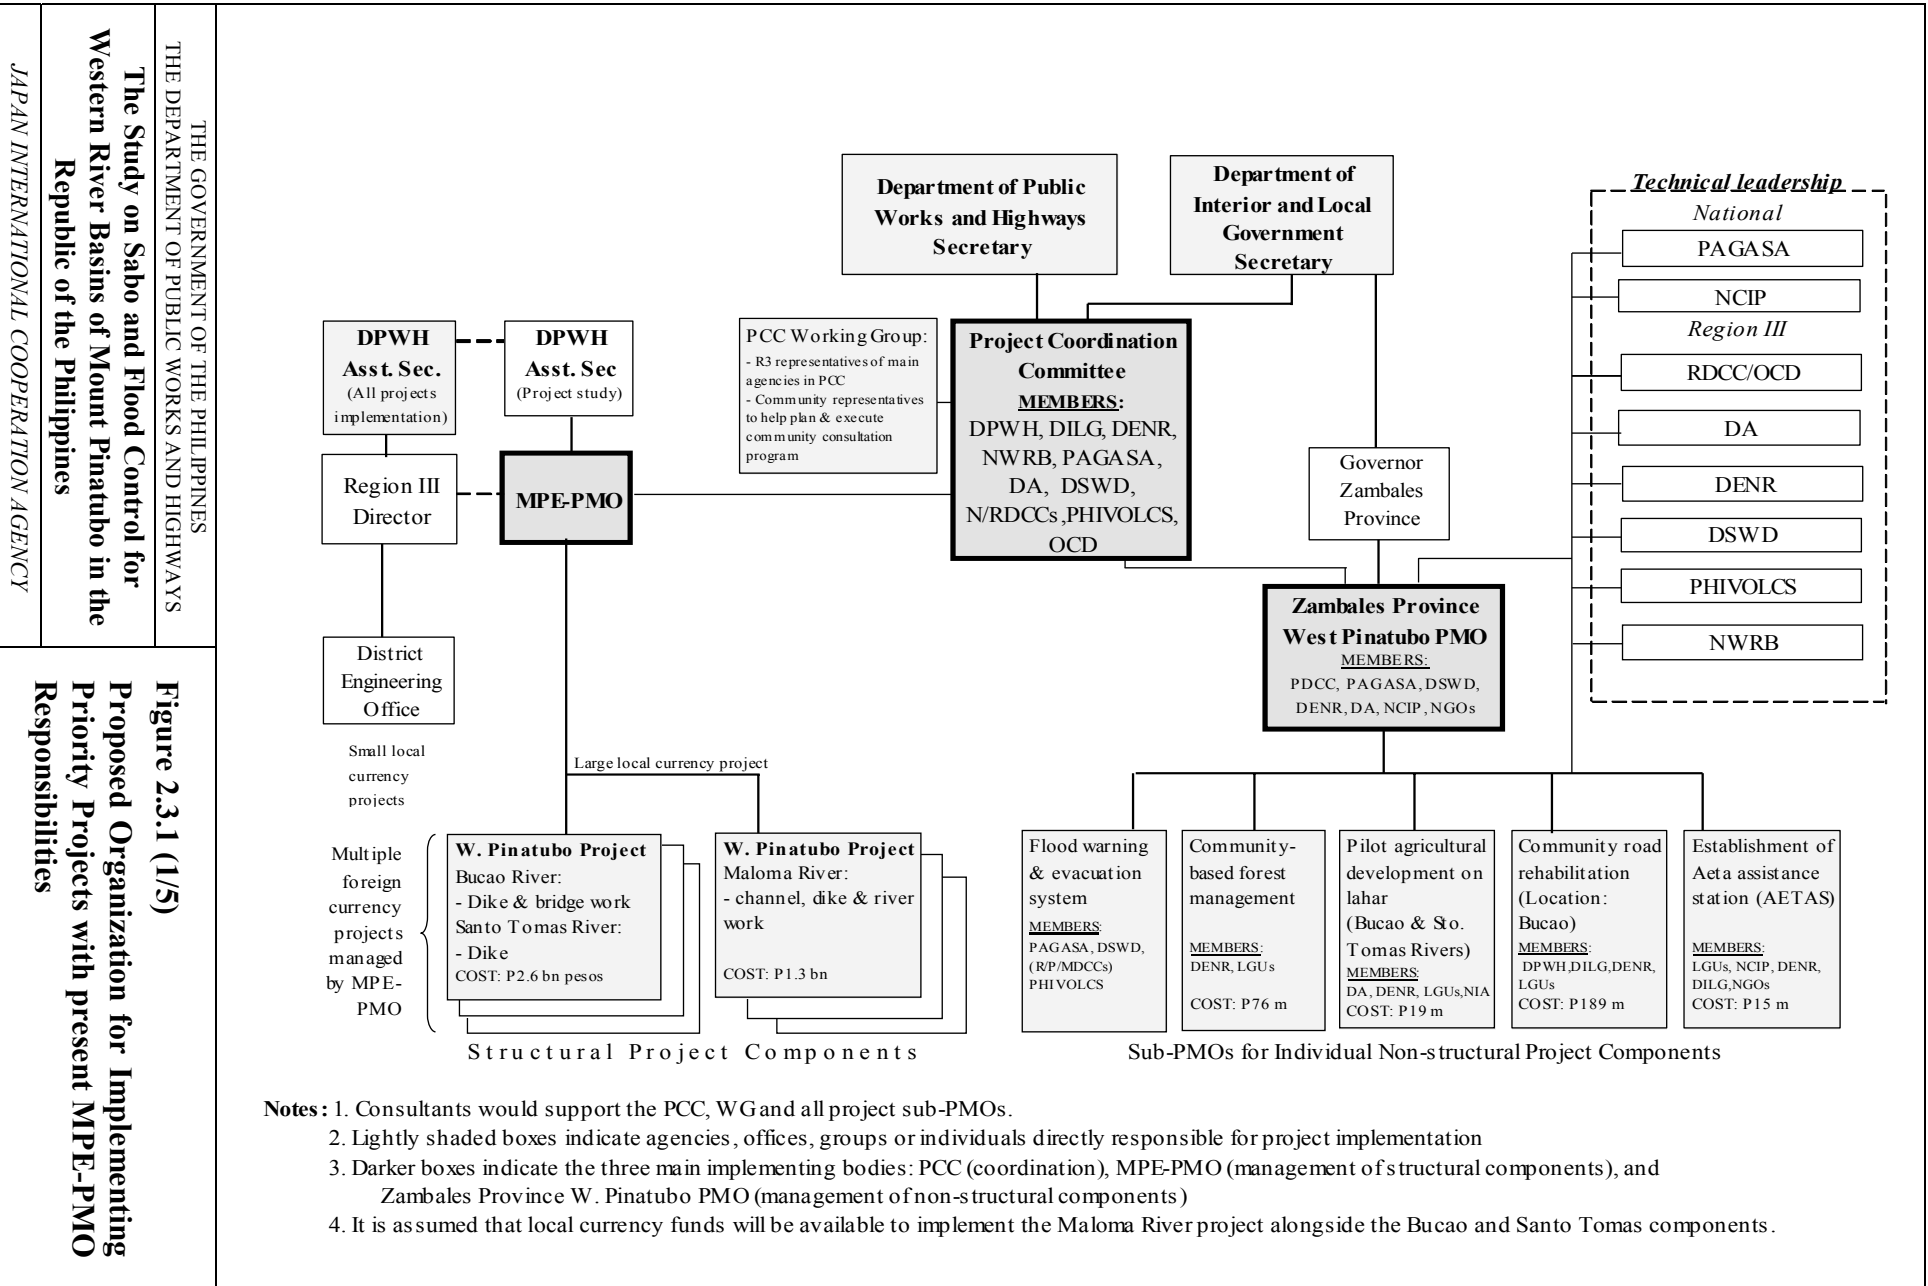 THE GOVERNMENT OF THE PHILIPPINES
THE DEPARTMENT OF PUBLIC WORKS AND HIGHWAYS
The Study on Sabo and Flood Control for
Western River Basins of Mount Pinatubo in the
Republic of the Philippines
JAPAN INTERNATIONAL COOPERATION AGENCY
Figure 2.3.1 (1/5)
Proposed Organization for Implementing
Priority Projects with present MPE-PMO
Responsibilities
Department of Public
Works and Highways
Secretary
Department of
Interior and Local
Government
Secretary
Technical leadership
National
PAGASA
NCIP
Region III
RDCC/OCD
DA
DENR
DSWD
PHIVOLCS
NWRB
DPWH
Asst. Sec.
(All projects
implementation)
DPWH
Asst. Sec
(Project study)
PCC Working Group:
- R3 representatives of main
agencies in PCC
- Community representatives
to help plan & execute
community consultation
program
Project Coordination
Committee
MEMBERS:
DPWH, DILG, DENR,
NWRB, PAGASA,
DA, DSWD,
N/RDCCs,PHIVOLCS,
OCD
Region III
Director
MPE-PMO
Governor
Zambales
Province
Zambales Province
West Pinatubo PMO
MEMBERS:
PDCC, PAGASA, DSWD,
DENR, DA, NCIP, NGOs
District
Engineering
Office
Small local
currency
projects
Large local currency project
Multiple
foreign
currency
projects
managed
by MPE-
PMO
W. Pinatubo Project
Bucao River:
- Dike & bridge work
Santo Tomas River:
- Dike
COST: P2.6 bn pesos
W. Pinatubo Project
Maloma River:
- channel, dike & river
work
COST: P1.3 bn
Structural Project Components
Flood warning
& evacuation
system
MEMBERS:
PAGASA, DSWD,
(R/P/MDCCs)
PHIVOLCS
Community-
based forest
management
MEMBERS:
DENR, LGUs
COST: P76 m
Pilot agricultural
development on
lahar
(Bucao & Sto.
Tomas Rivers)
MEMBERS:
DA, DENR, LGUs,NIA
COST: P19 m
Community road
rehabilitation
(Location:
Bucao)
MEMBERS:
DPWH,DILG,DENR,
LGUs
COST: P189 m
Establishment of
Aeta assistance
station (AETAS)
MEMBERS:
LGUs, NCIP, DENR,
DILG,NGOs
COST: P15 m
Sub-PMOs for Individual Non-structural Project Components
Notes: 1. Consultants would support the PCC, WG and all project sub-PMOs.
2. Lightly shaded boxes indicate agencies, offices, groups or individuals directly responsible for project implementation
3. Darker boxes indicate the three main implementing bodies: PCC (coordination), MPE-PMO (management of structural components), and
Zambales Province W. Pinatubo PMO (management of non-structural components)
4. It is assumed that local currency funds will be available to implement the Maloma River project alongside the Bucao and Santo Tomas components.